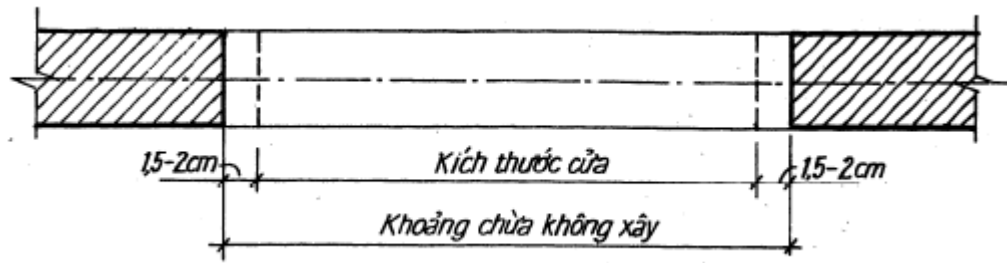 1,5-2cm Kích thước cửa 1,5-2cm
Khoảng chừa không xây